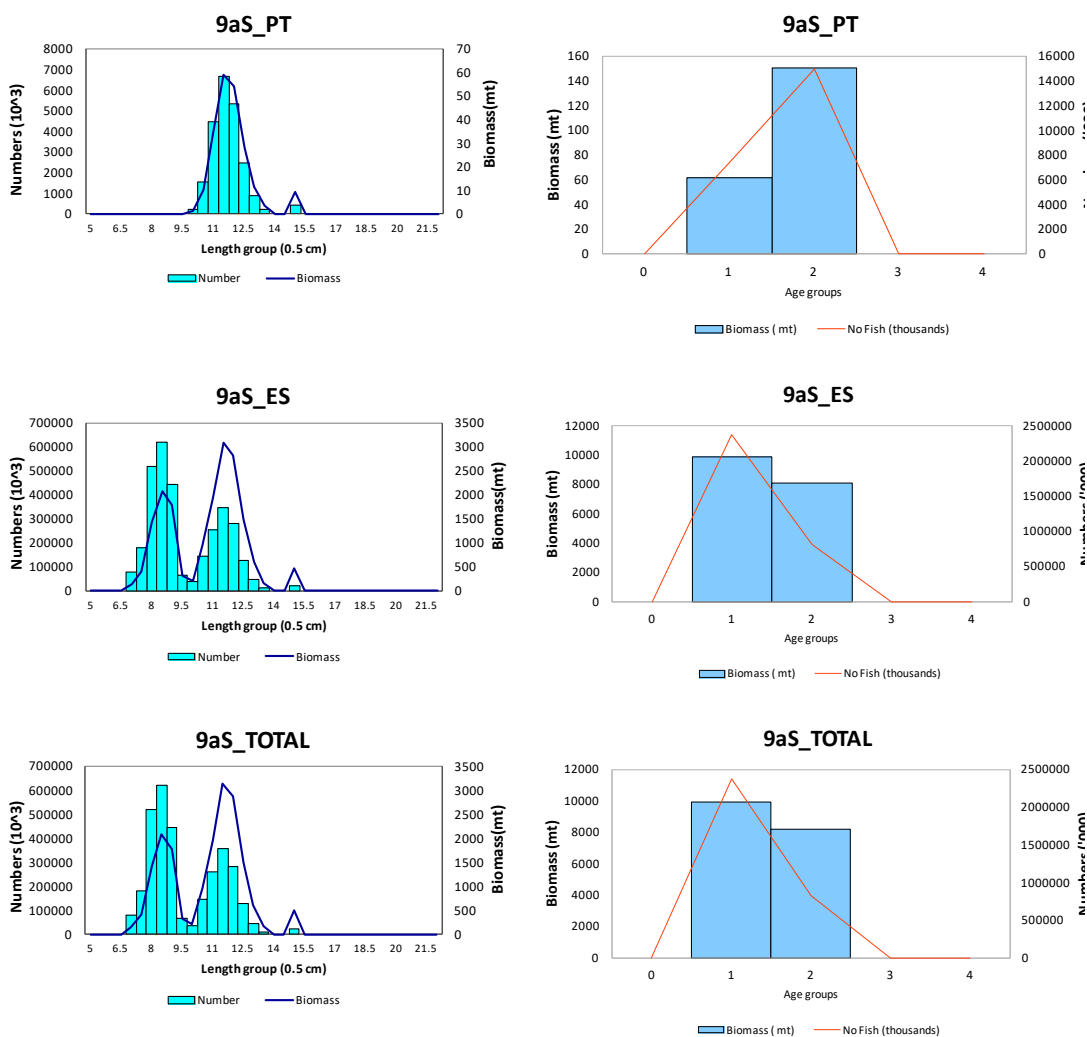 9aS_PT
Numbers (10^3)
8000
7000
6000
5000
4000
3000
2000
1000
0
70
60
50
40
30
20
10
0
Biomass(mt)
5 6.5 8 9.5 11 12.5 14 15.5 17 18.5 20 21.5
Length group (0.5 cm)
Number Biomass
9aS_PT
Biomass (mt)
160
140
120
100
80
60
40
20
0
16000
14000
12000
10000
8000
6000
4000
2000
0
0 1 2 3 4
Age groups
Biomass ( mt) No Fish (thousands)
9aS_ES
Numbers (10^3)
700000
600000
500000
400000
300000
200000
100000
0
3500
3000
2500
2000
1500
1000
500
0
Biomass(mt)
5 6.5 8 9.5 11 12.5 14 15.5 17 18.5 20 21.5
Length group (0.5 cm)
Number Biomass
9aS_ES
Biomass (mt)
12000
10000
8000
6000
4000
2000
0
2500000
2000000
1500000
1000000
500000
0
Numbers ('000)
0 1 2 3 4
Age groups
Biomass ( mt) No Fish (thousands)
9aS_TOTAL
Numbers (10^3)
700000
600000
500000
400000
300000
200000
100000
0
3500
3000
2500
2000
1500
1000
500
0
Biomass(mt)
5 6.5 8 9.5 11 12.5 14 15.5 17 18.5 20 21.5
Length group (0.5 cm)
Number Biomass
9aS_TOTAL
Biomass (mt)
12000
10000
8000
6000
4000
2000
0
2500000
2000000
1500000
1000000
500000
0
Numbers ('000)
0 1 2 3 4
Age groups
Biomass ( mt) No Fish (thousands)